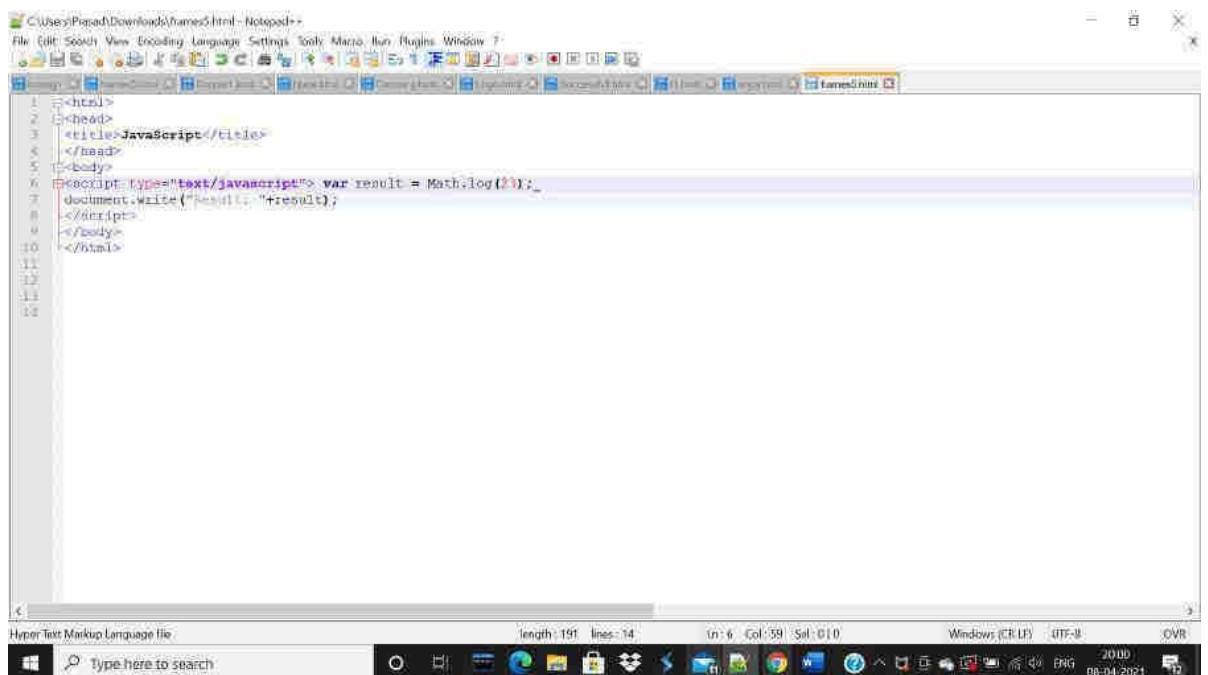 C:\Users\Prasad\Downloads\frames5.html - Notepad++
File Edit Search View Encoding Language Settings Tools Macro Run Plugins Window ?
frames5.html
1 <html>
2 <head>
3 <title>JavaScript</title>
4 </head>
5 <body>
6 <script type="text/javascript"> var result = Math.log(23);
7 document.write("Result: "+result);
8 </script>
9 </body>
10 </html>
11
12
13
14
Hyper Text Markup Language file length : 191 lines : 14 Ln : 6 Col : 59 Sel : 0 | 0 Windows (CR LF) UTF-8 OVR
Type here to search
ENG
20:00
08-04-2021